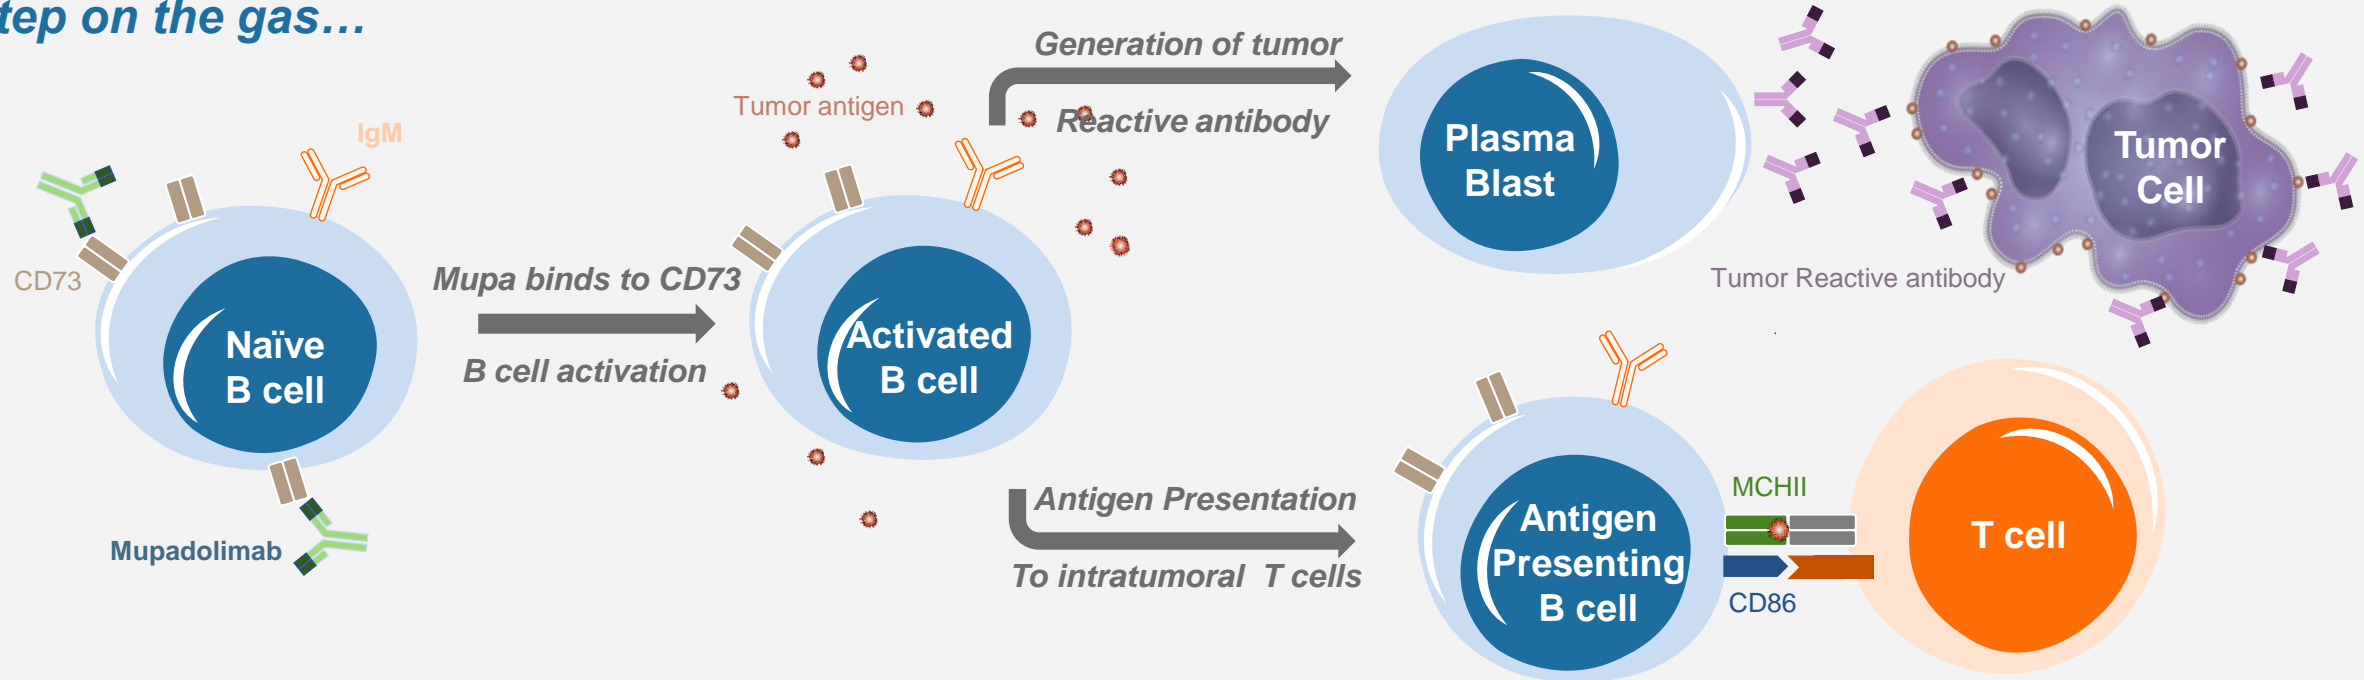 tep on the gas…
IgM
CD73
Naïve
B cell
Mupadolimab
Mupa binds to CD73
B cell activation
Tumor antigen
Activated
B cell
Generation of tumor
Reactive antibody
Plasma
Blast
Tumor
Cell
Tumor Reactive antibody
Antigen Presentation
To intratumoral T cells
Antigen
Presenting
B cell
MCHII
CD86
T cell